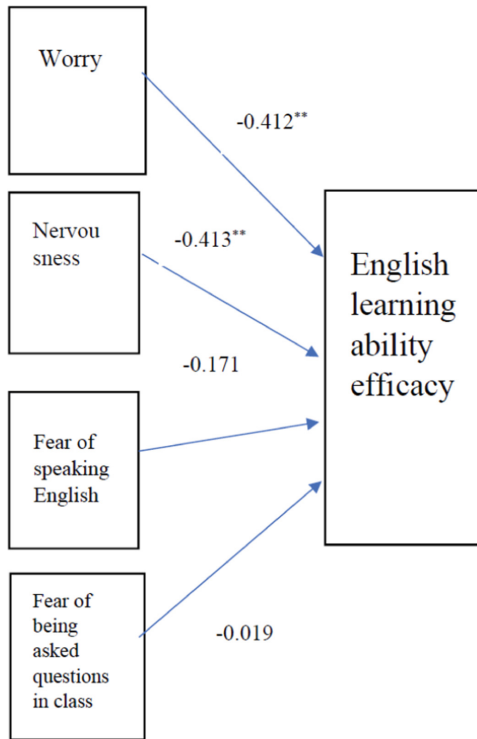 Worry
-0.412**
Nervou
sness
-0.413**
English
learning
ability
efficacy
-0.171
Fear of
speaking
English
Fear of
being
asked
questions
in class
-0.019